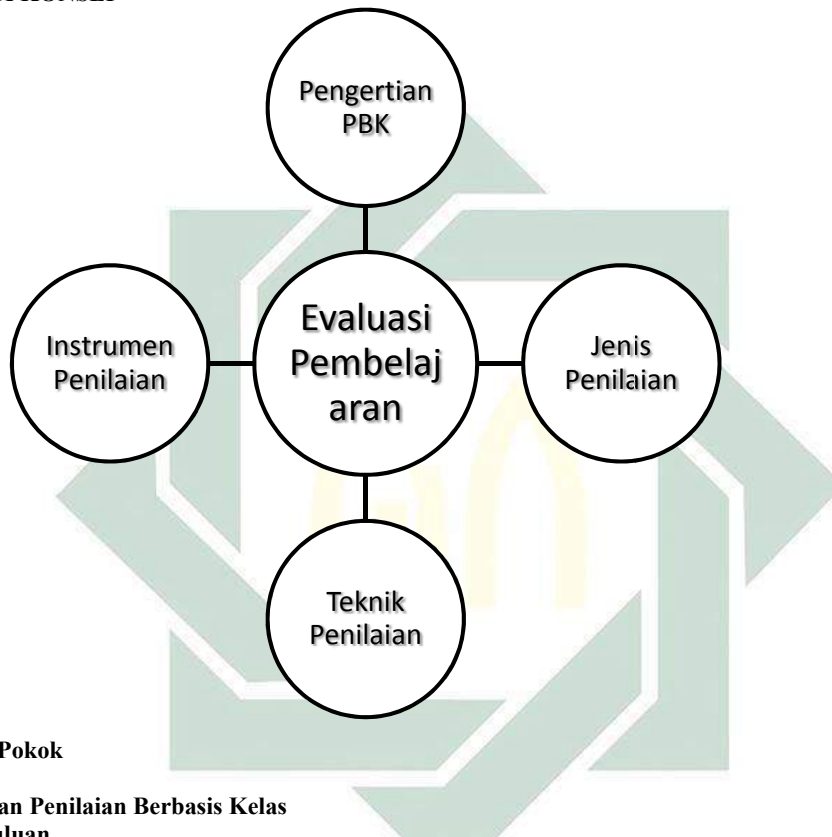 Pengertian
PBK
Instrumen
Penilaian
Evaluasi
Pembelaj
aran
Jenis
Penilaian
Teknik
Penilaian
Pokok
an Penilaian Berbasis Kelas